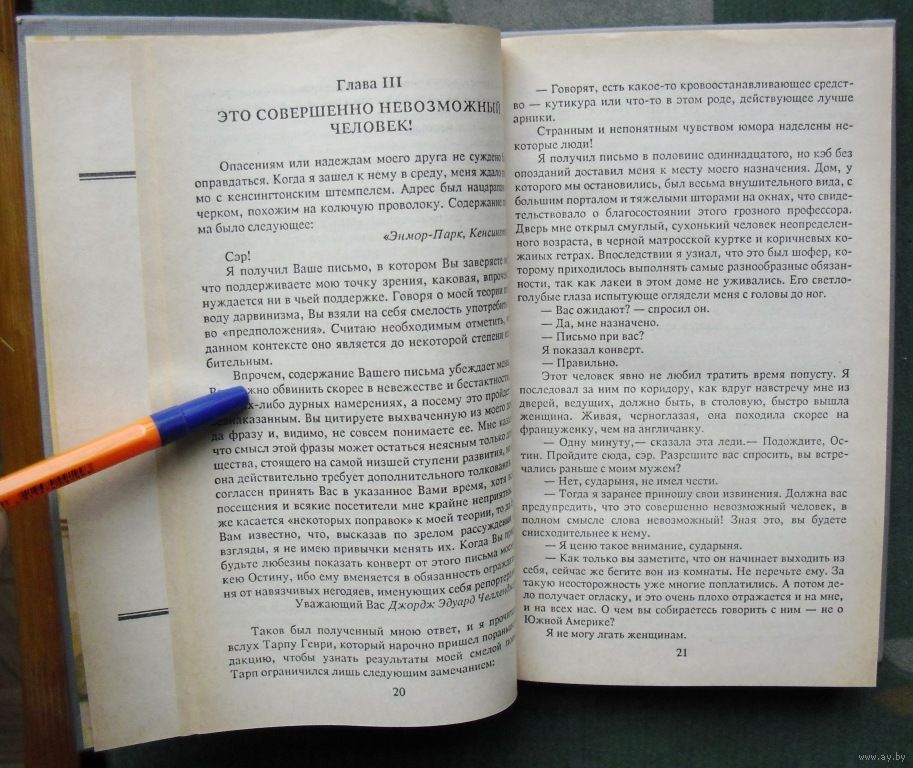 Глава III
ЭТО СОВЕРШЕННО НЕВОЗМОЖНЫЙ
ЧЕЛОВЕК!
Опасениям или надеждам моего друга не суждено
оправдаться. Когда я зашел к нему в среду, меня ждало
мо с кенсингтонским штемпелем. Адрес был нацарапан
черком, похожим на колючую проволоку. Содержание
ма было следующее:
«Энмор-Парк, Кенсингтон
Сэр!
Я получил Ваше письмо, в котором Вы заверяете
что поддерживаете мою точку зрения, каковая, впрочем
нуждается ни в чьей поддержке. Говоря о моей теории
воду дарвинизма, Вы взяли на себя смелость употребить
во «предположения». Считаю необходимым отметить,
данном контексте оно является до некоторой степени
бительным.
Впрочем, содержание Вашего письма убеждает меня
обвинить скорее в невежестве и бестактности
дурных намерениях, а посему это пройдет
Вы цитируете выхваченную из моего
да фразу и, видимо, не совсем понимаете ее. Мне
что смысл этой фразы может остаться неясным только
щества, стоящего на самой низшей ступени развития, но
она действительно требует дополнительного толкования
согласен принять Вас в указанное Вами время, хотя
посещения и всякие посетители мне крайне неприятны
же касается «некоторых поправок» к моей теории, то да
Вам известно, что, высказав по зрелом рассуждении
взгляды, я не имею привычки менять их. Когда Вы
будьте любезны показать конверт от этого письма моему
кею Остину, ибо ему вменяется в обязанность ограждать
ня от навязчивых негодяев, именующих себя репортерами
Уважающий Вас Джордж Эдуард Челленджер
Таков был полученный мною ответ, и я прочитал
вслух Тарпу Генри, который нарочно пришел пораньше
дакцию, чтобы узнать результаты моей смелой
Тарп ограничился лишь следующим замечанием:
20
— Говорят, есть какое-то кровоостанавливающее средст-
во — кутикура или что-то в этом роде, действующее лучше
арники.
Странным и непонятным чувством юмора наделены не-
которые люди!
Я получил письмо в половине одиннадцатого, но кэб без
опозданий доставил меня к месту моего назначения. Дом, у
которого мы остановились, был весьма внушительного вида, с
большим порталом и тяжелыми шторами на окнах, что свиде-
тельствовало о благосостоянии этого грозного профессора.
Дверь мне открыл смуглый, сухонький человек неопределен-
ного возраста, в черной матросской куртке и коричневых ко-
жаных гетрах. Впоследствии я узнал, что это был шофер, ко-
торому приходилось выполнять самые разнообразные обязан-
ности, так как лакеи в этом доме не уживались. Его светло-
голубые глаза испытующе оглядели меня с головы до ног.
— Вас ожидают? — спросил он.
— Да, мне назначено.
— Письмо при вас?
Я показал конверт.
— Правильно.
Этот человек явно не любил тратить время попусту. Я
последовал за ним по коридору, как вдруг навстречу мне из
дверей, ведущих, должно быть, в столовую, быстро вышла
женщина. Живая, черноглазая, она походила скорее на
француженку, чем на англичанку.
— Одну минуту,— сказала эта леди.— Подождите, Ос-
тин. Пройдите сюда, сэр. Разрешите вас спросить, вы встре-
чались раньше с моим мужем?
— Нет, сударыня, не имел чести.
— Тогда я заранее приношу свои извинения. Должна вас
предупредить, что это совершенно невозможный человек, в
полном смысле слова невозможный! Зная это, вы будете
снисходительнее к нему.
— Я ценю такое внимание, сударыня.
— Как только вы заметите, что он начинает выходить из
себя, сейчас же бегите вон из комнаты. Не перечьте ему. За
такую неосторожность уже многие поплатились. А потом де-
ло получает огласку, и это очень плохо отражается и на мне,
и на всех нас. О чем вы собираетесь говорить с ним — не о
Южной Америке?
Я не могу лгать женщинам.
21
www.ay.by